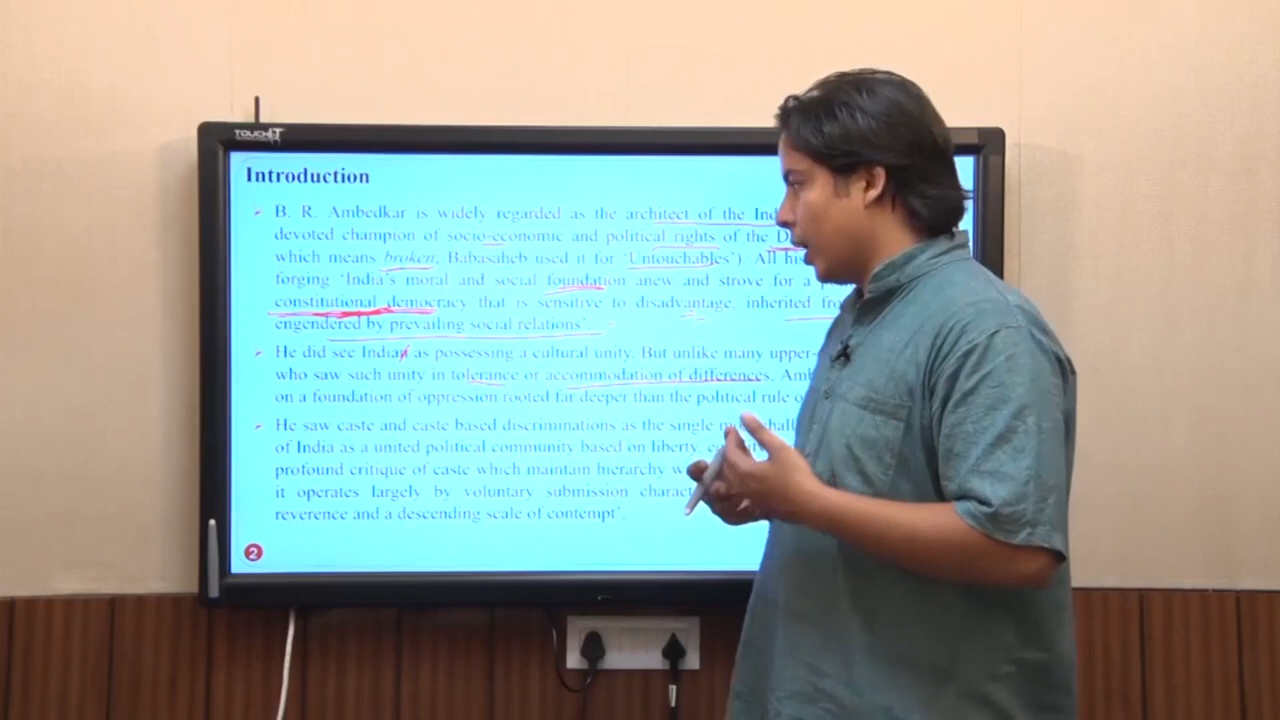 TOUCHIT
Introduction
➢ B. R. Ambedkar is widely regarded as the architect of the Ind
devoted champion of socio-economic and political rights of the D
which means broken; Babasaheb used it for 'Untouchables'). All his
forging 'India's moral and social foundation anew and strove for a p
constitutional democracy that is sensitive to disadvantage, inherited fro
engendered by prevailing social relations'.
➢ He did see India as possessing a cultural unity. But unlike many upper-
who saw such unity in tolerance or accommodation of differences, Amb
on a foundation of oppression rooted far deeper than the political rule o
➢ He saw caste and caste based discriminations as the single m chall
of India as a united political community based on liberty,
profound critique of caste which maintain hierarchy w
it operates largely by voluntary submission charact
reverence and a descending scale of contempt'.
2